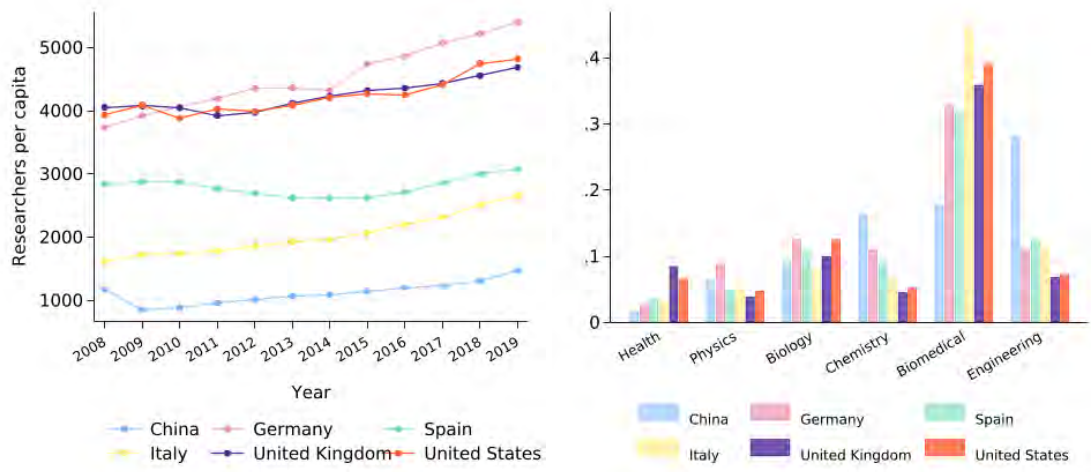 5000
4000
3000
2000
1000
Researchers per capita
2008 2009 2010 2011 2012 2013 2014 2015 2016 2017 2018 2019
Year
China Germany Spain
Italy United Kingdom United States
.4
.3
.2
.1
0
Health Physics Biology Chemistry Biomedical Engineering
China Germany Spain
Italy United Kingdom United States